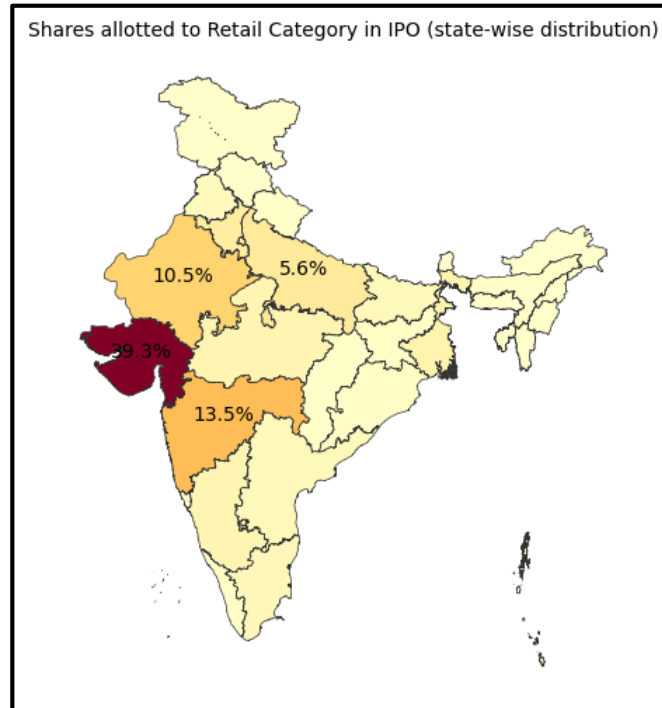 Shares allotted to Retail Category in IPO (state-wise distribution)
10.5%
5.6%
39.3%
13.5%